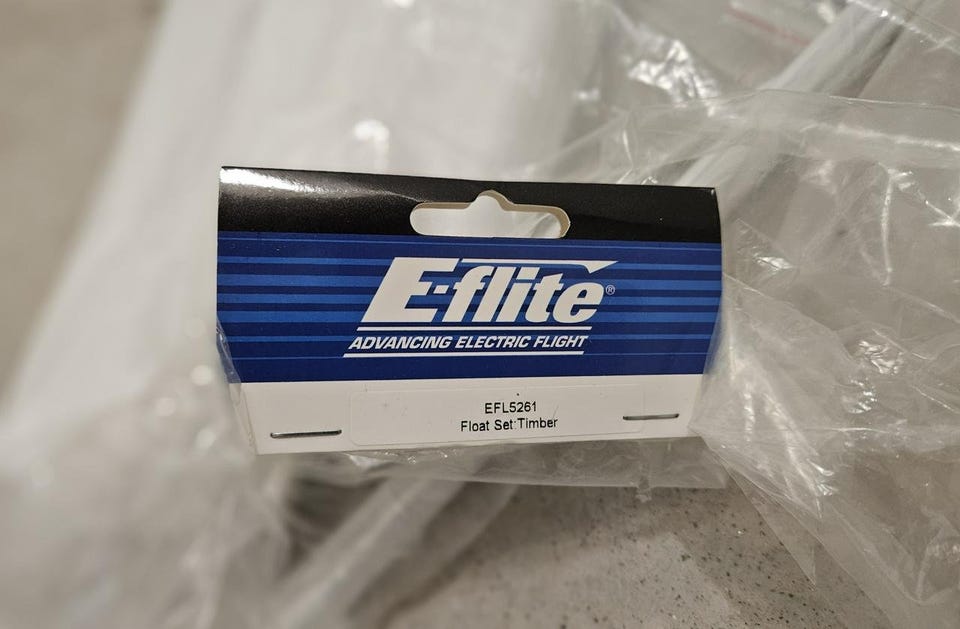 E-flite®
ADVANCING ELECTRIC FLIGHT
EFL5261
Float Set:Timber